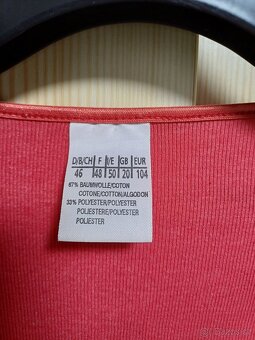 D/B/CH F I/E GB EUR
46 48 50 20 104
67% BAUMWOLLE/COTON
COTONE/COTTON/ALGODON
33% POLYESTER/POLYESTER
POLIESTERE/POLYESTER
POLIESTER